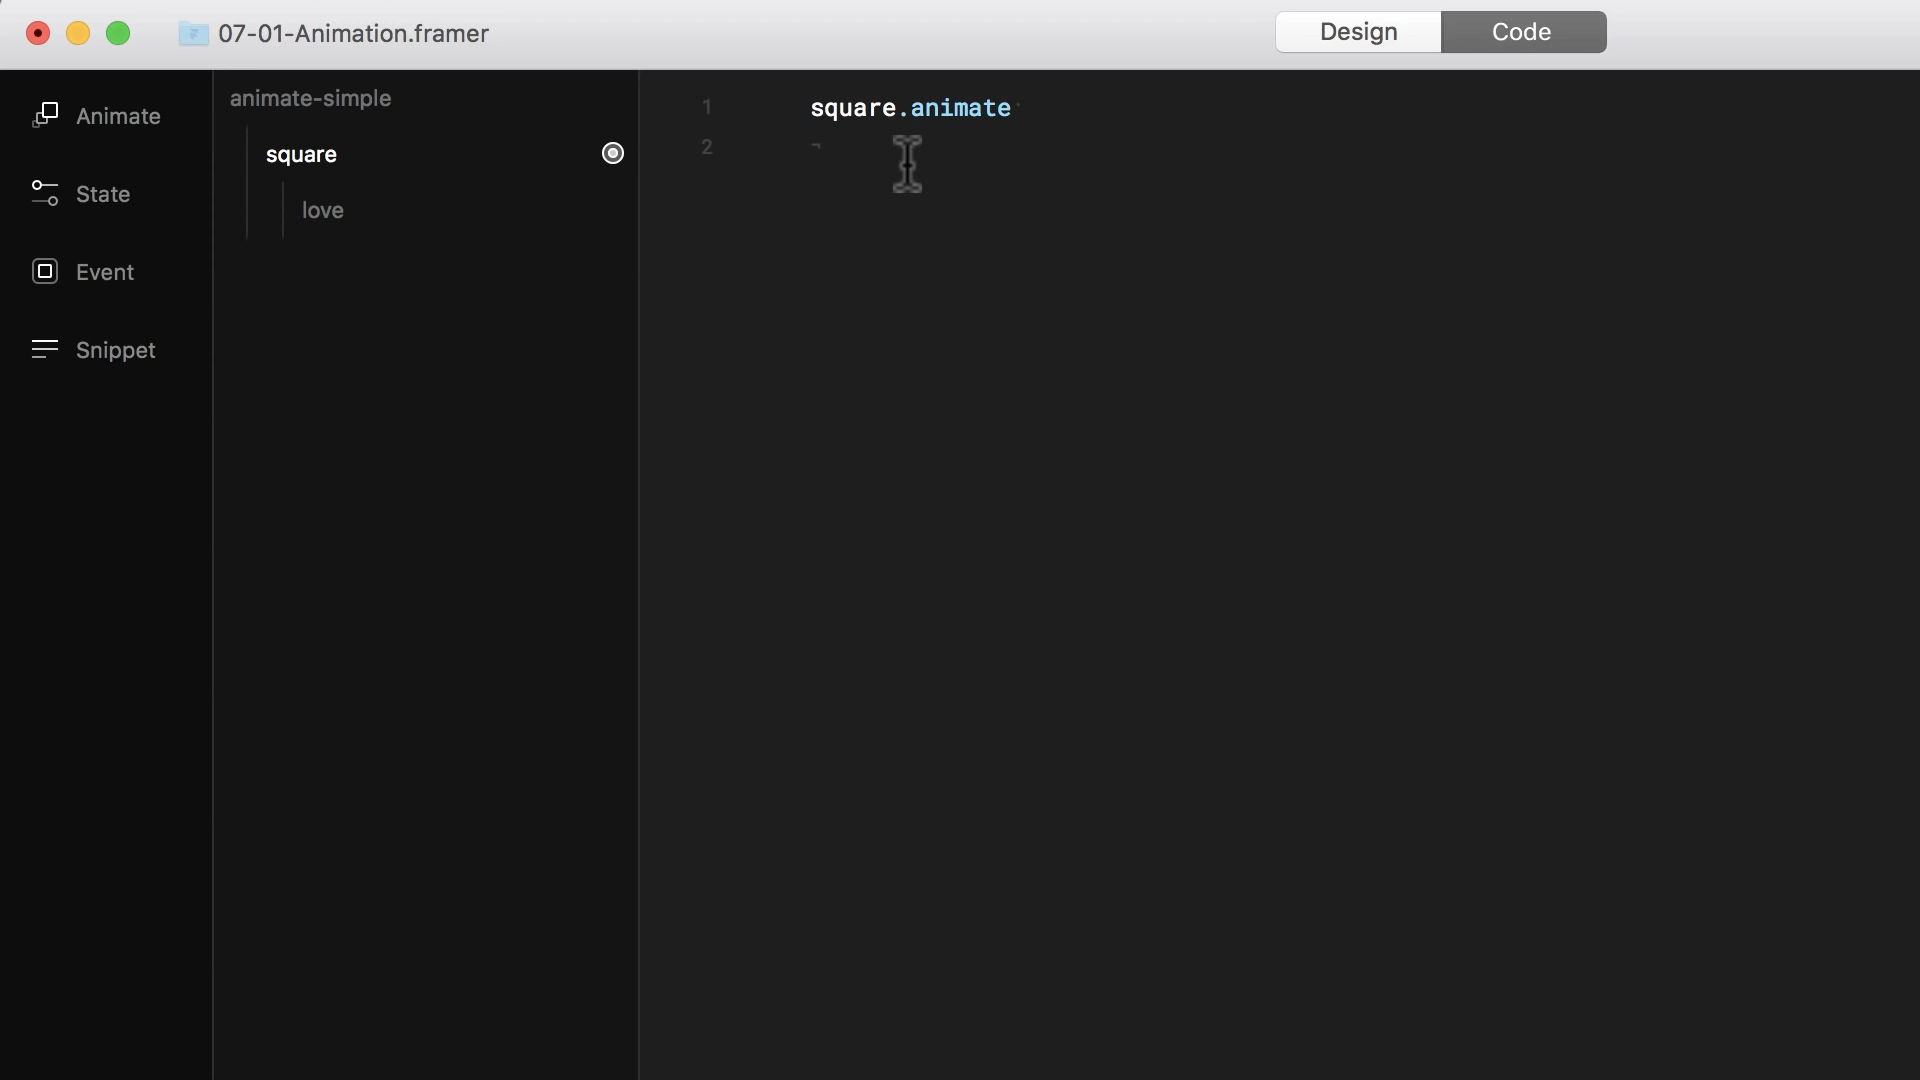 07-01-Animation.framer
Design
Code
Animate
State
Event
Snippet
animate-simple
square
love
1 square.animate
2